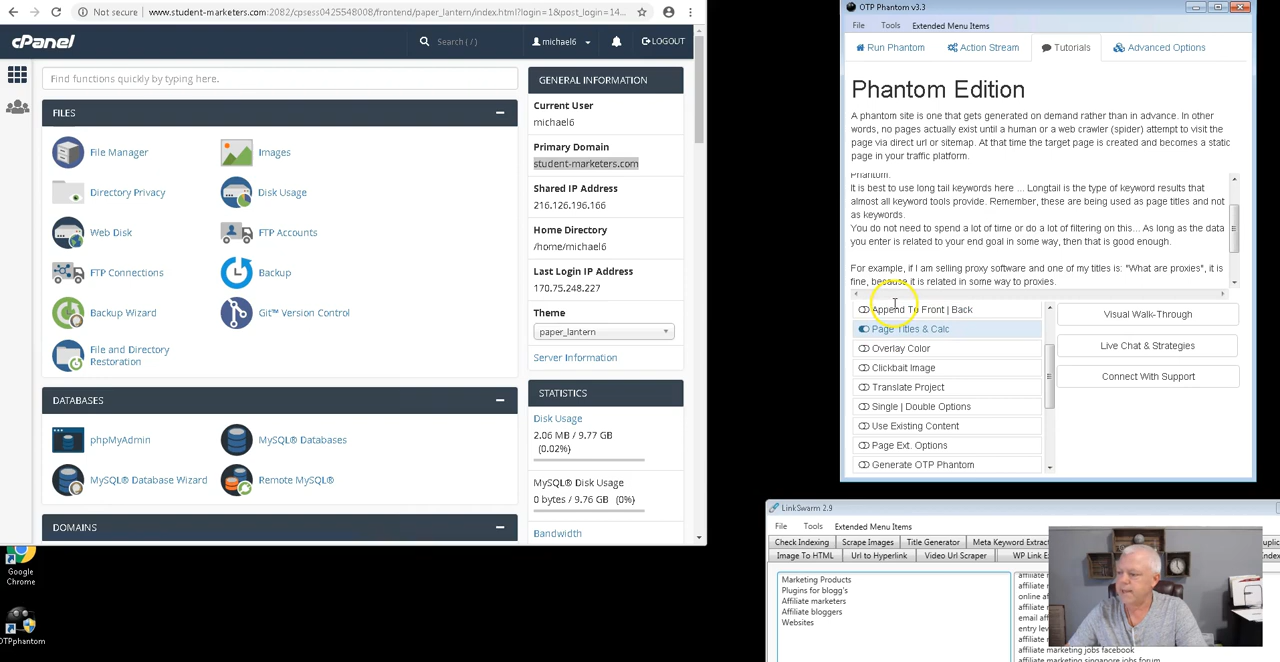 Not secure | www.student-marketers.com:2082/cpsess0425548008/frontend/paper_lantern/index.html?login=1&post_login=14...
cPanel
Search ( / )
michael6
LOGOUT
Find functions quickly by typing here.
FILES
File Manager
Images
Directory Privacy
Disk Usage
Web Disk
FTP Accounts
FTP Connections
Backup
Backup Wizard
Git™ Version Control
File and Directory
Restoration
DATABASES
phpMyAdmin
MySQL® Databases
MySQL® Database Wizard
Remote MySQL®
DOMAINS
GENERAL INFORMATION
Current User
michael6
Primary Domain
student-marketers.com
Shared IP Address
216.126.196.166
Home Directory
/home/michael6
Last Login IP Address
170.75.248.227
Theme
paper_lantern
Server Information
STATISTICS
Disk Usage
2.06 MB / 9.77 GB
(0.02%)
MySQL® Disk Usage
0 bytes / 9.76 GB (0%)
Bandwidth
Google
Chrome
OTPphantom
OTP Phantom v3.3
File Tools Extended Menu Items
Run Phantom Action Stream Tutorials Advanced Options
Phantom Edition
A phantom site is one that gets generated on demand rather than in advance. In other
words, no pages actually exist until a human or a web crawler (spider) attempt to visit the
page via direct url or sitemap. At that time the target page is created and becomes a static
page in your traffic platform.
Phantom.
It is best to use long tail keywords here ... Longtail is the type of keyword results that
almost all keyword tools provide. Remember, these are being used as page titles and not
as keywords.
You do not need to spend a lot of time or do a lot of filtering on this... As long as the data
you enter is related to your end goal in some way, then that is good enough.
For example, if I am selling proxy software and one of my titles is: "What are proxies", it is
fine, because it is related in some way to proxies.
Append To Front | Back
Page Titles & Calc
Overlay Color
Clickbait Image
Translate Project
Single | Double Options
Use Existing Content
Page Ext. Options
Generate OTP Phantom
Visual Walk-Through
Live Chat & Strategies
Connect With Support
LinkSwarm 2.9
File Tools Extended Menu Items
Check Indexing Scrape Images Title Generator Meta Keyword Extract
Image To HTML Url to Hyperlink Video Url Scraper WP Link
Marketing Products
Plugins for blogg's
Affiliate marketers
Affiliate bloggers
Websites
affiliate
affiliate
online
affiliate
email
entry
affiliate
affiliate marketing jobs facebook
affiliate marketing singapore jobs forum